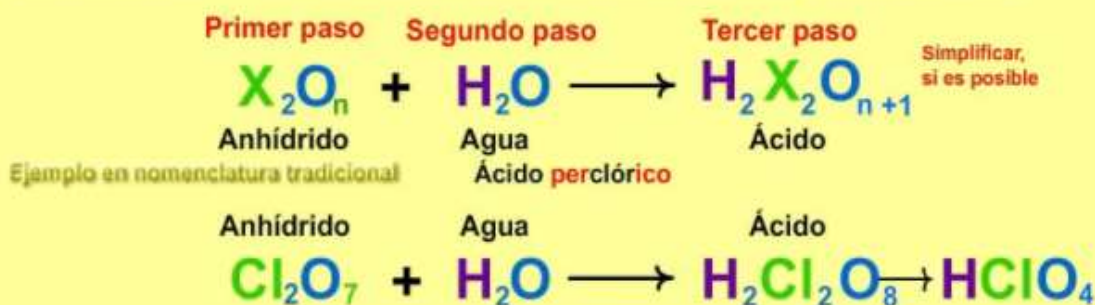 Primer paso Segundo paso Tercer paso
X₂Oₙ + H₂O ⟶ H₂X₂Oₙ₊₁ Simplificar,
si es posible
Anhídrido Agua Ácido
Ejemplo en nomenclatura tradicional Ácido perclórico
Anhídrido Agua Ácido
Cl₂O₇ + H₂O ⟶ H₂Cl₂O₈ → HClO₄